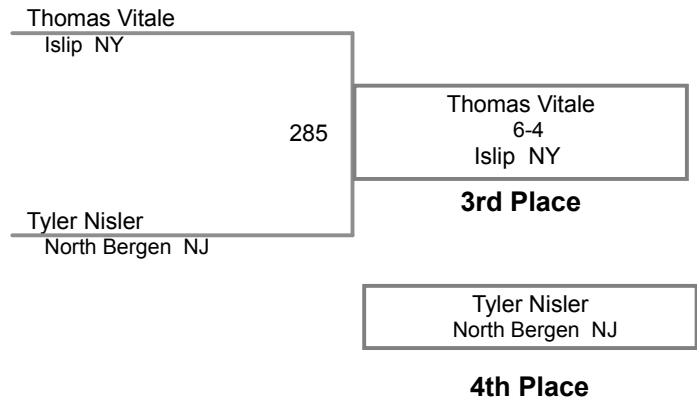 Thomas Vitale
Islip NY
285
Thomas Vitale
6-4
Islip NY
3rd Place
Tyler Nisler
North Bergen NJ
Tyler Nisler
North Bergen NJ
4th Place